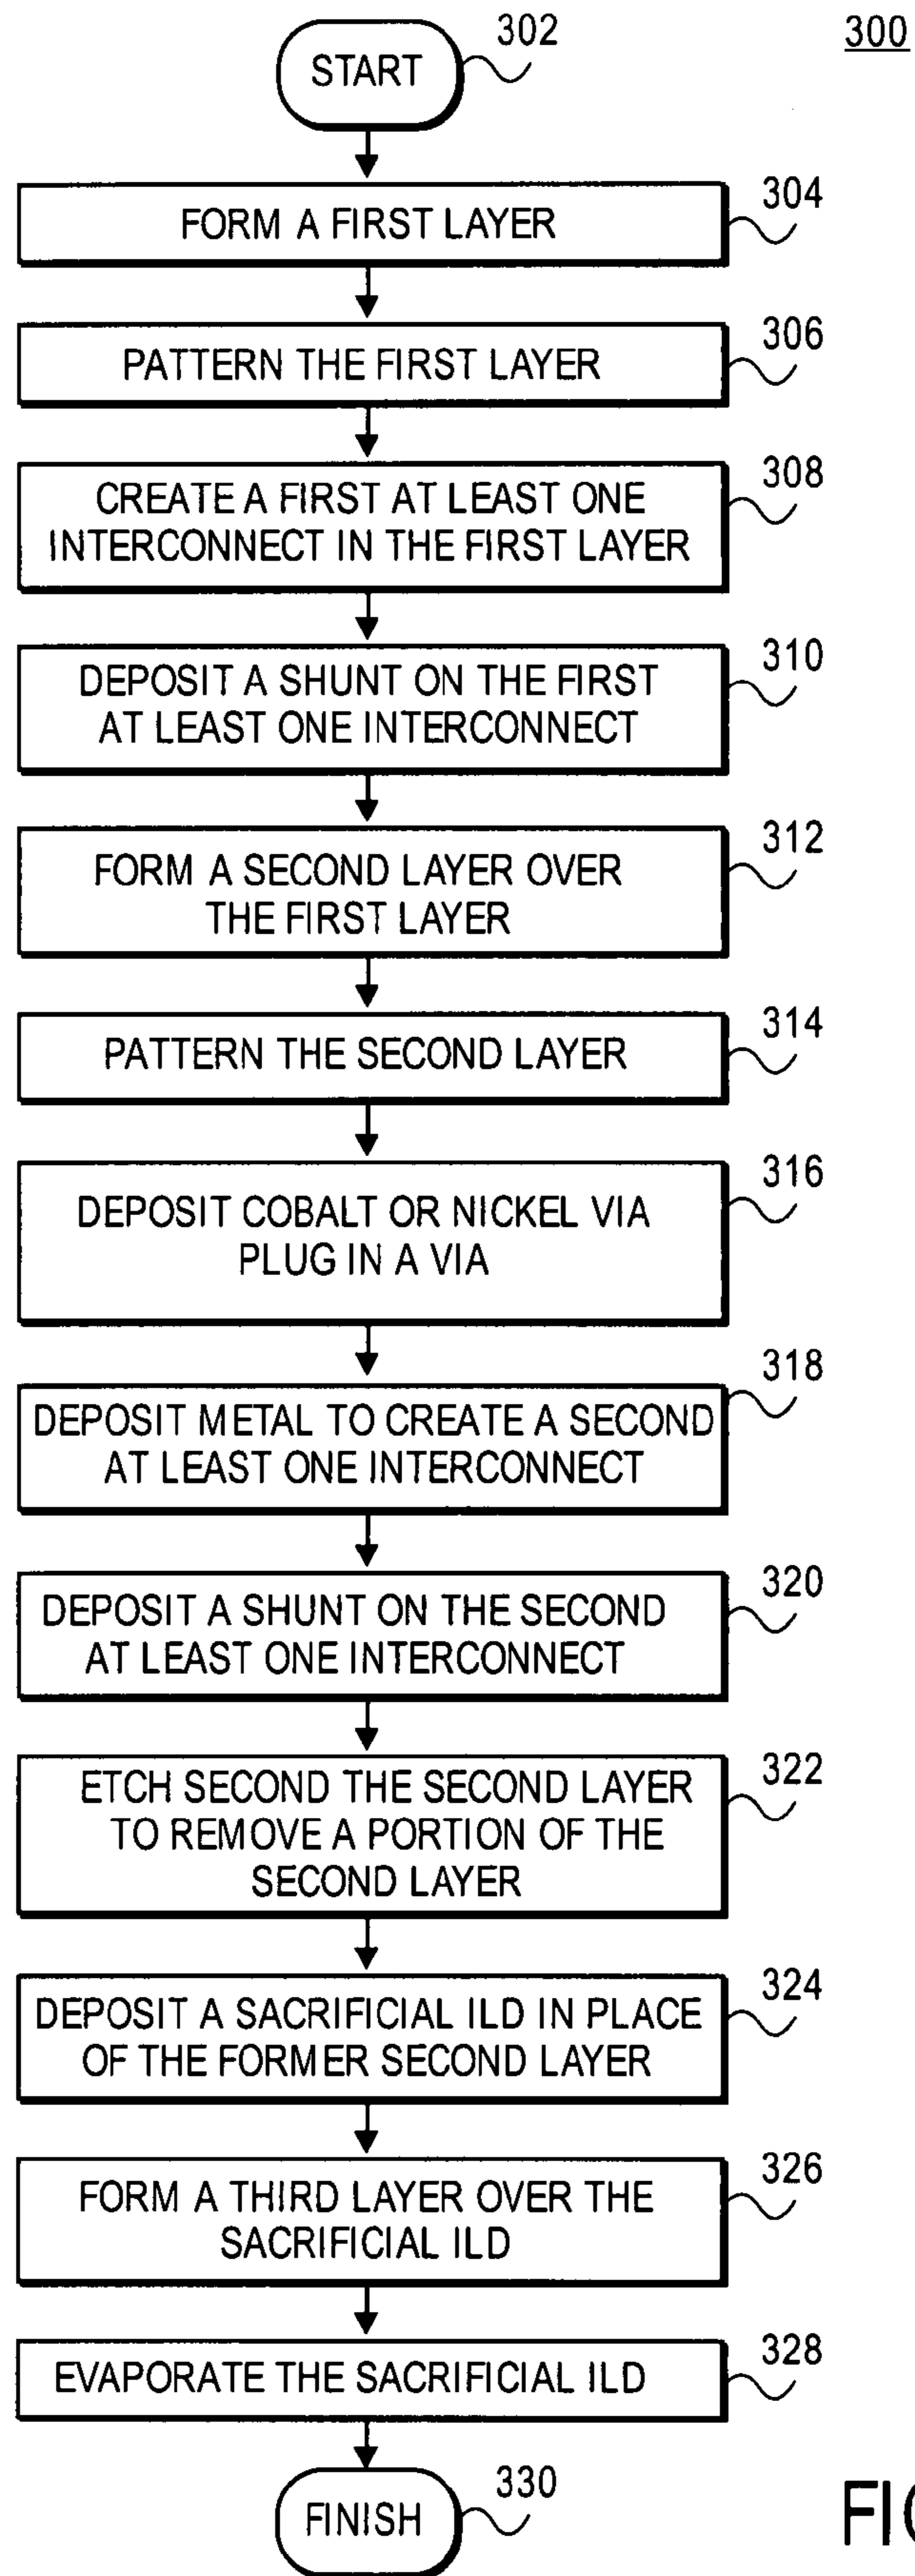 300
START 302
FORM A FIRST LAYER 304
PATTERN THE FIRST LAYER 306
CREATE A FIRST AT LEAST ONE 308
INTERCONNECT IN THE FIRST LAYER
DEPOSIT A SHUNT ON THE FIRST 310
AT LEAST ONE INTERCONNECT
FORM A SECOND LAYER OVER 312
THE FIRST LAYER
PATTERN THE SECOND LAYER 314
DEPOSIT COBALT OR NICKEL VIA 316
PLUG IN A VIA
DEPOSIT METAL TO CREATE A SECOND 318
AT LEAST ONE INTERCONNECT
DEPOSIT A SHUNT ON THE SECOND 320
AT LEAST ONE INTERCONNECT
ETCH SECOND THE SECOND LAYER 322
TO REMOVE A PORTION OF THE
SECOND LAYER
DEPOSIT A SACRIFICIAL ILD IN PLACE 324
OF THE FORMER SECOND LAYER
FORM A THIRD LAYER OVER THE 326
SACRIFICIAL ILD
EVAPORATE THE SACRIFICIAL ILD 328
FINISH 330